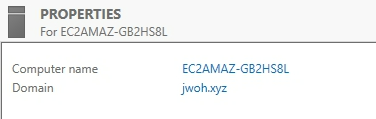 PROPERTIES
For EC2AMAZ-GB2HS8L
Computer name EC2AMAZ-GB2HS8L
Domain jwoh.xyz